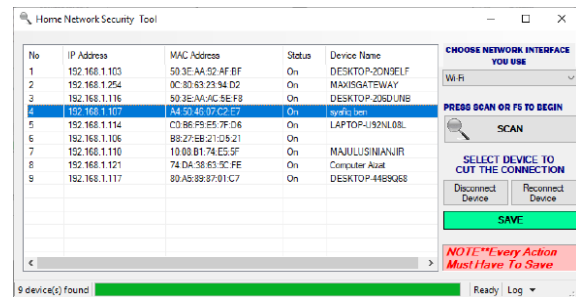 Home Network Security Tool
No IP Address MAC Address Status Device Name
1 192.168.1.103 50:3E:AA:92:AF:BF On DESKTOP-2ON9ELF
2 192.168.1.254 0C:80:63:23:94:D2 On MAXISGATEWAY
3 192.168.1.116 50:3E:AA:AC:5E:F8 On DESKTOP-206DUNB
4 192.168.1.107 A4:50:46:07:C2:E7 On syafiq ben
5 192.168.1.114 C0:B6:F9:E5:7F:D6 On LAPTOP-U92NL08L
6 192.168.1.106 B8:27:EB:21:D5:21 On
7 192.168.1.110 10:08:B1:74:E5:5F On MAJULUSINIANJIR
8 192.168.1.121 74:DA:38:63:5C:FE On Computer Aizat
9 192.168.1.117 80:A5:89:87:01:C7 On DESKTOP-44B9Q68
CHOOSE NETWORK INTERFACE
YOU USE
Wi-Fi
PRESS SCAN OR F5 TO BEGIN
SCAN
SELECT DEVICE TO
CUT THE CONNECTION
Disconnect Device
Reconnect Device
SAVE
NOTE**Every Action
Must Have To Save
9 device(s) found
Ready Log